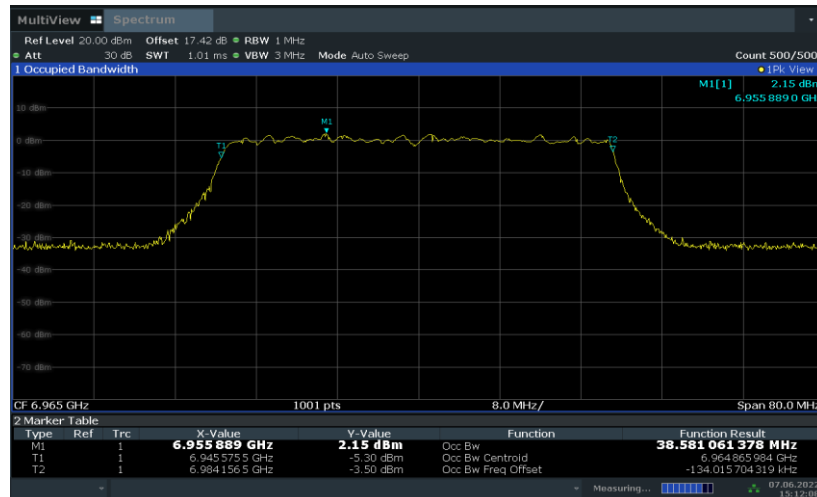 MultiView Spectrum
Ref Level 20.00 dBm Offset 17.42 dB RBW 1 MHz
Att 30 dB SWT 1.01 ms VBW 3 MHz Mode Auto Sweep Count 500/500
1 Occupied Bandwidth 1Pk View
M1[1] 2.15 dBm
6.955 889 0 GH
10 dBm
M1
0 dBm
T1 T2
-10 dBm
-20 dBm
-30 dBm
-40 dBm
-50 dBm
-60 dBm
-70 dBm
CF 6.965 GHz 1001 pts 8.0 MHz/ Span 80.0 MHz
2 Marker Table
Type Ref Trc X-Value Y-Value Function Function Result
M1 1 6.955 889 GHz 2.15 dBm Occ Bw 38.581 061 378 MHz
T1 1 6.945 575 5 GHz -5.30 dBm Occ Bw Centroid 6.964 865 984 GHz
T2 1 6.984 156 5 GHz -3.50 dBm Occ Bw Freq Offset -134.015 704 319 kHz
Measuring... 07.06.2022
15:12:08